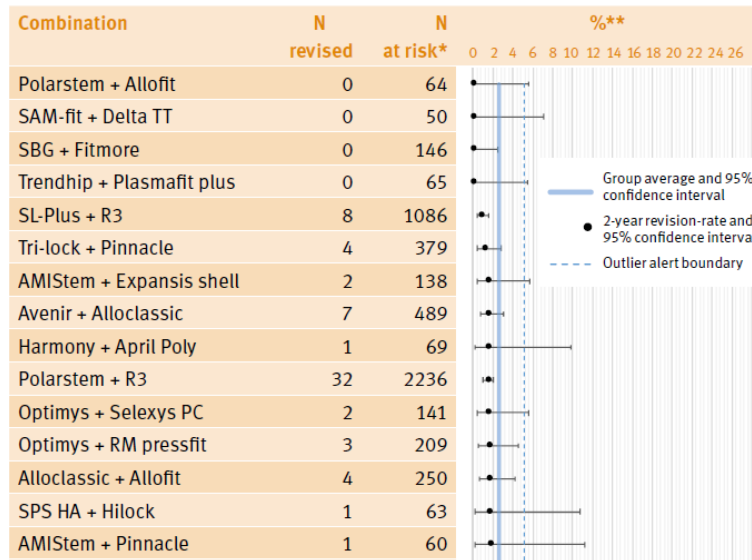 Combination N N %**
revised at risk* 0 2 4 6 8 10 12 14 16 18 20 22 24 26
Polarstem + Allofit 0 64
SAM-fit + Delta TT 0 50
SBG + Fitmore 0 146
Trendhip + Plasmafit plus 0 65
SL-Plus + R3 8 1086
Tri-lock + Pinnacle 4 379
AMIStem + Expansis shell 2 138
Avenir + Alloclassic 7 489
Harmony + April Poly 1 69
Polarstem + R3 32 2236
Optimys + Selexys PC 2 141
Optimys + RM pressfit 3 209
Alloclassic + Allofit 4 250
SPS HA + Hilock 1 63
AMIStem + Pinnacle 1 60
Group average and 95%
confidence interval
2-year revision-rate and
95% confidence interval
Outlier alert boundary